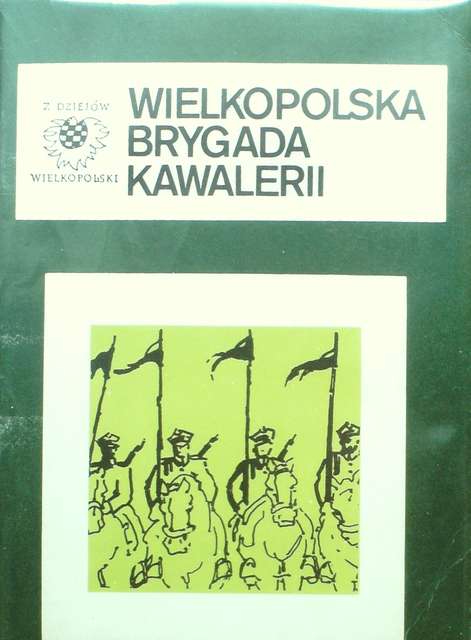 Z DZIEJÓW
WIELKOPOLSKI
WIELKOPOLSKA
BRYGADA
KAWALERII